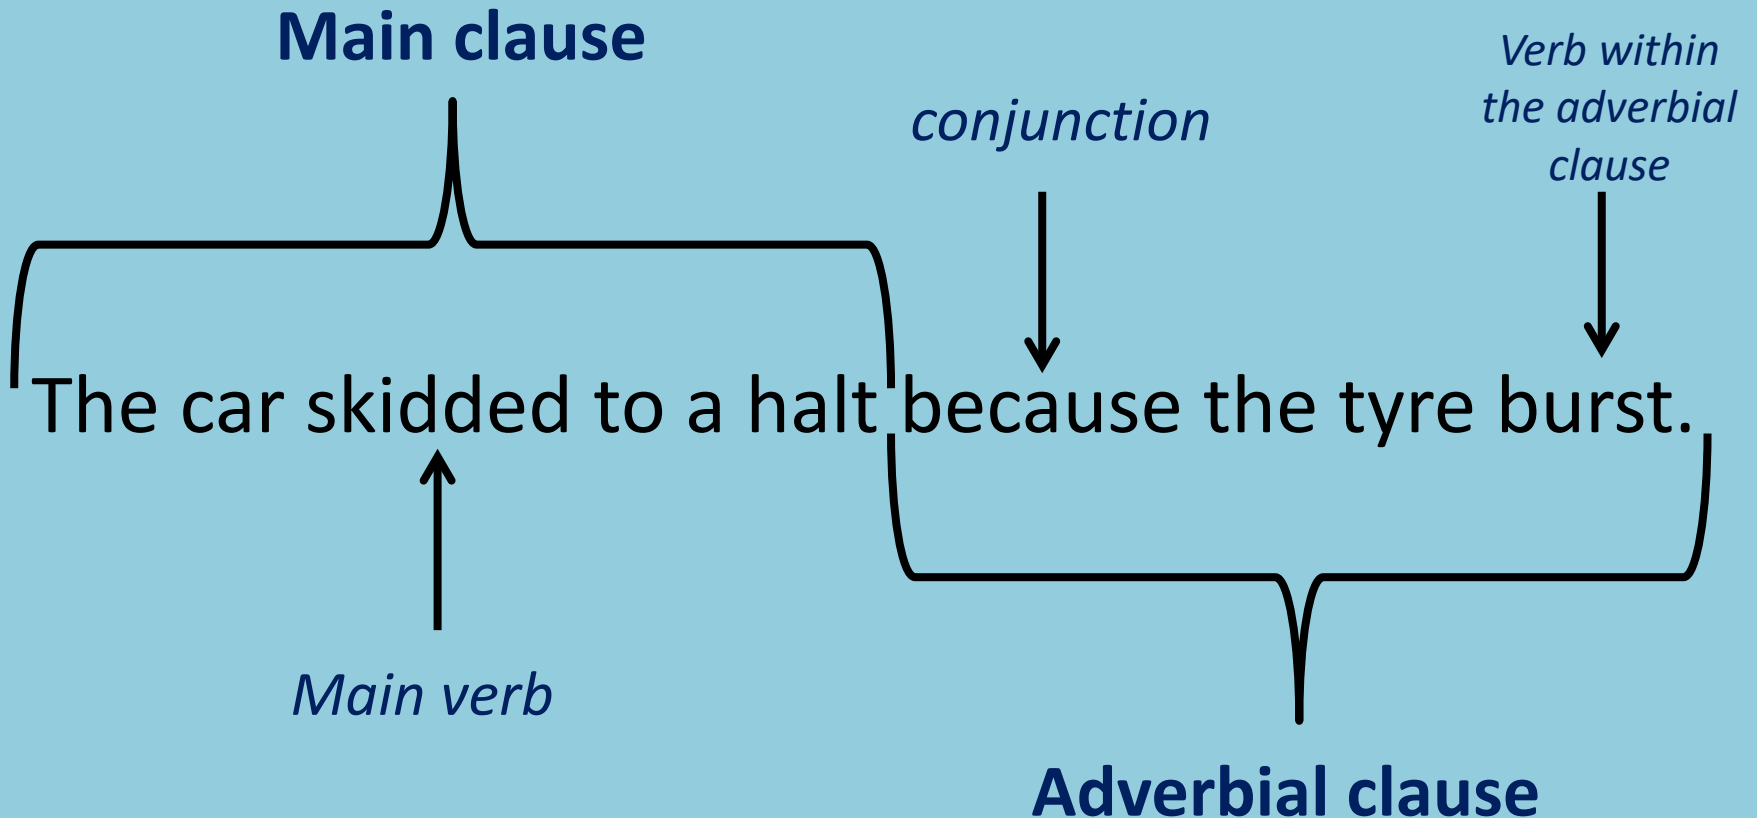 Main clause
conjunction
Verb within
the adverbial
clause
The car skidded to a halt because the tyre burst.
Main verb
Adverbial clause